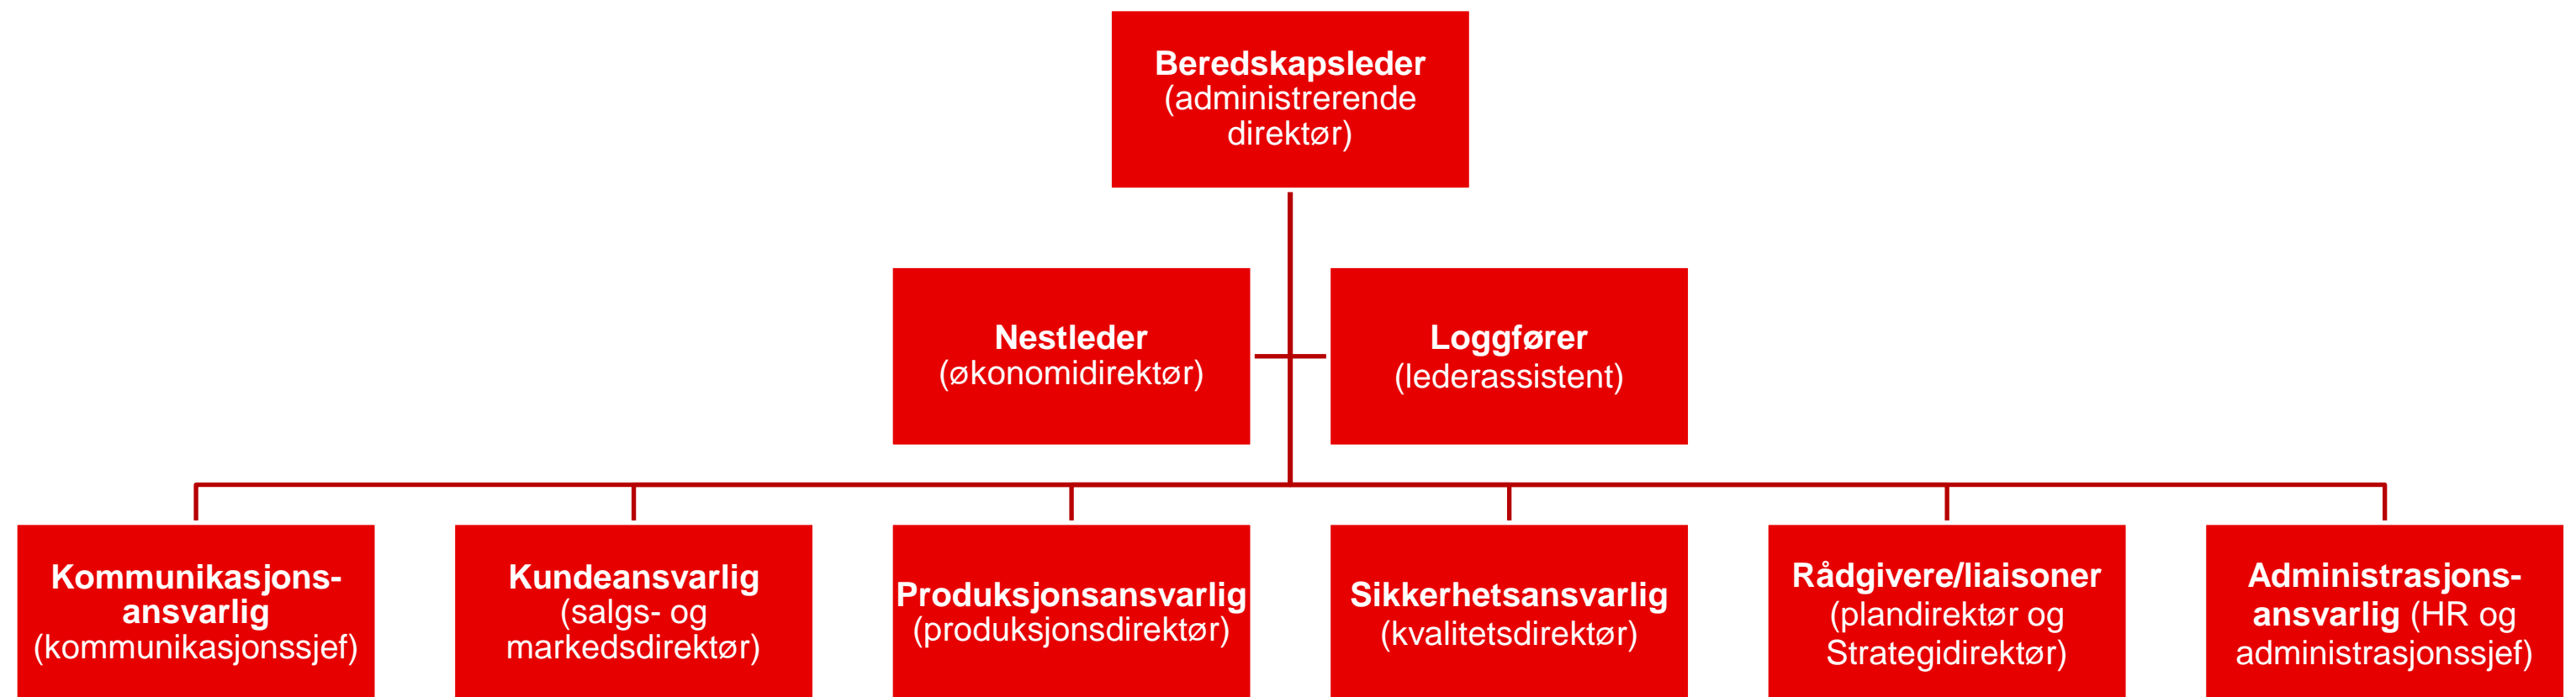 Beredskapsleder
(administrerende
direktør)
Nestleder
(økonomidirektør)
Loggfører
(lederassistent)
Kommunikasjons-
ansvarlig
(kommunikasjonssjef)
Kundeansvarlig
(salgs- og
markedsdirektør)
Produksjonsansvarlig
(produksjonsdirektør)
Sikkerhetsansvarlig
(kvalitetsdirektør)
Rådgivere/liaisoner
(plandirektør og
Strategidirektør)
Administrasjons-
ansvarlig (HR og
administrasjonssjef)